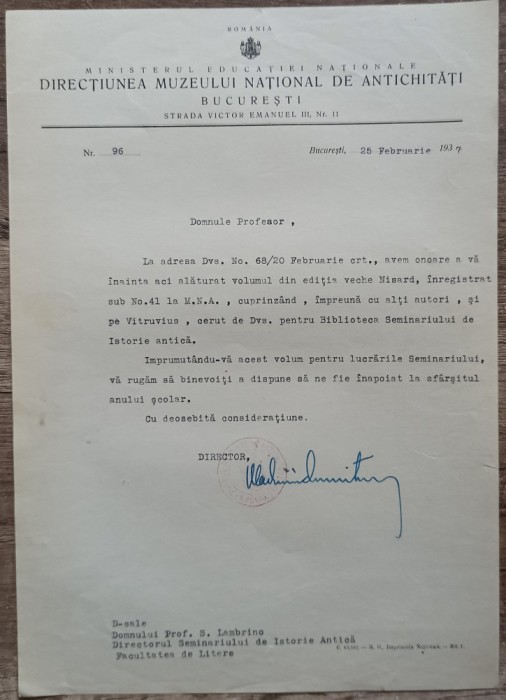 ROMÂNIA
MINISTERUL EDUCAȚIEI NAȚIONALE
DIRECȚIUNEA MUZEULUI NAȚIONAL DE ANTICHITĂȚI
BUCUREȘTI
STRADA VICTOR EMANUEL III, Nr. 11
Nr. 96 București, 25 Februarie 1937
Domnule Profesor ,
La adresa Dvs. No. 68/20 Februarie crt., avem onoare a vă
înainta aci alăturat volumul din ediția veche Nisard, înregistrat
sub No.41 la M.N.A. , cuprinzând , împreună cu alți autori , și
pe Vitruvius , cerut de Dvs. pentru Biblioteca Seminariului de
Istorie antică.
Imprumutându-vă acest volum pentru lucrările Seminariului,
vă rugăm să binevoiți a dispune să ne fie înapoiat la sfârșitul
anului școlar.
Cu deosebită considerațiune.
DIRECTOR,
D-sale
Domnului Prof. S. Lambrino
Directorul Seminariului de Istorie Antică
Facultatea de Litere